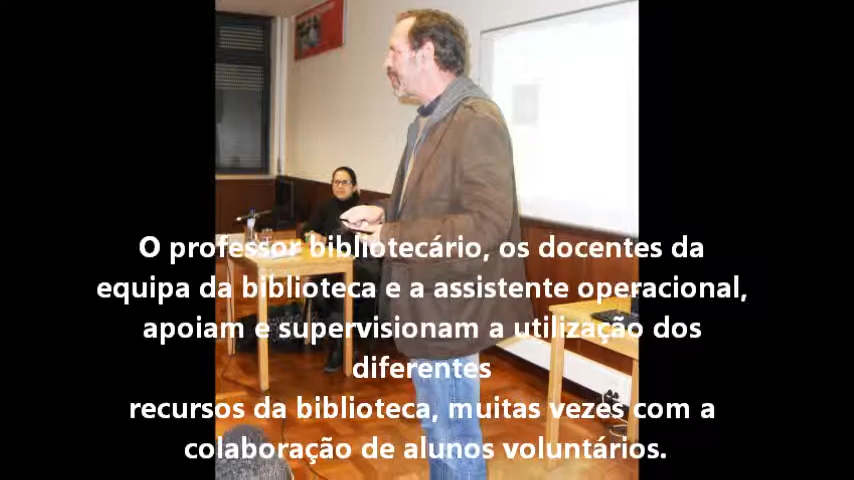 O professor bibliotecário, os docentes da
equipa da biblioteca e a assistente operacional,
apoiam e supervisionam a utilização dos
diferentes
recursos da biblioteca, muitas vezes com a
colaboração de alunos voluntários.